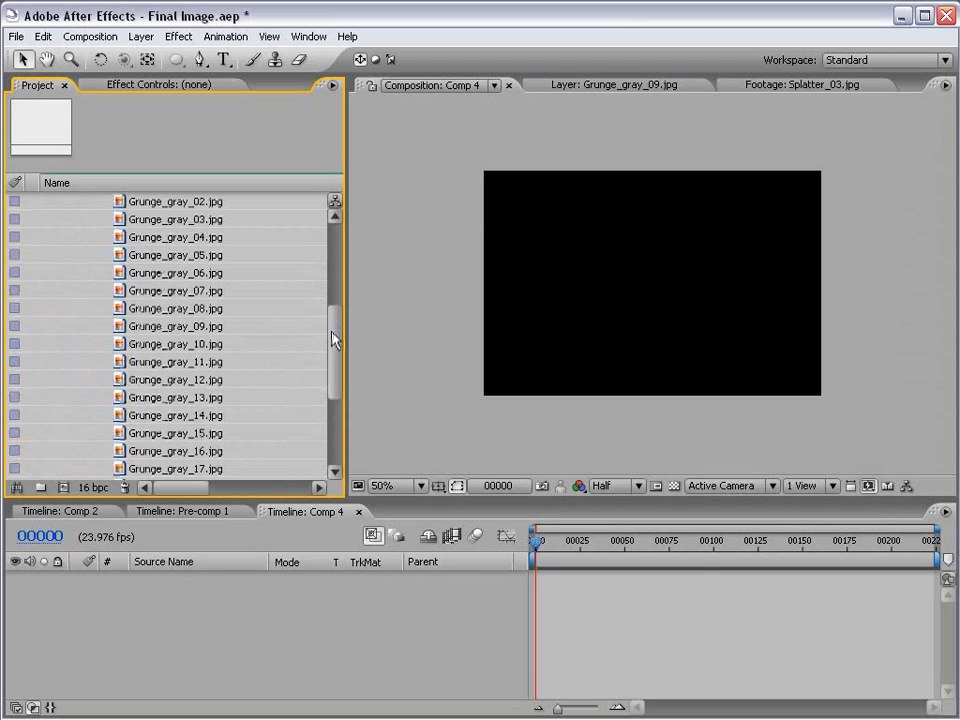 Adobe After Effects - Final Image.aep *
File Edit Composition Layer Effect Animation View Window Help
T Workspace: Standard
Project × Effect Controls: (none) Composition: Comp 4 × Layer: Grunge_gray_09.jpg Footage: Splatter_03.jpg
Name
Grunge_gray_02.jpg
Grunge_gray_03.jpg
Grunge_gray_04.jpg
Grunge_gray_05.jpg
Grunge_gray_06.jpg
Grunge_gray_07.jpg
Grunge_gray_08.jpg
Grunge_gray_09.jpg
Grunge_gray_10.jpg
Grunge_gray_11.jpg
Grunge_gray_12.jpg
Grunge_gray_13.jpg
Grunge_gray_14.jpg
Grunge_gray_15.jpg
Grunge_gray_16.jpg
Grunge_gray_17.jpg
16 bpc 50% 00000 Half Active Camera 1 View
Timeline: Comp 2 Timeline: Pre-comp 1 Timeline: Comp 4 ×
00000 (23.976 fps) 00025 00050 00075 00100 00125 00150 00175 00200 0022
# Source Name Mode T TrkMat Parent